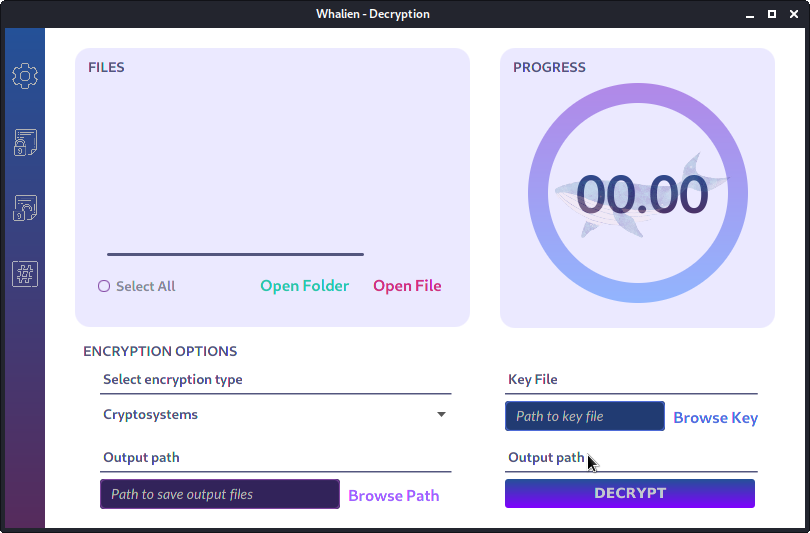 Whalien - Decryption
FILES
Select All
Open Folder
Open File
PROGRESS
00.00
ENCRYPTION OPTIONS
Select encryption type
Cryptosystems
Output path
Path to save output files
Browse Path
Key File
Path to key file
Browse Key
Output path
DECRYPT